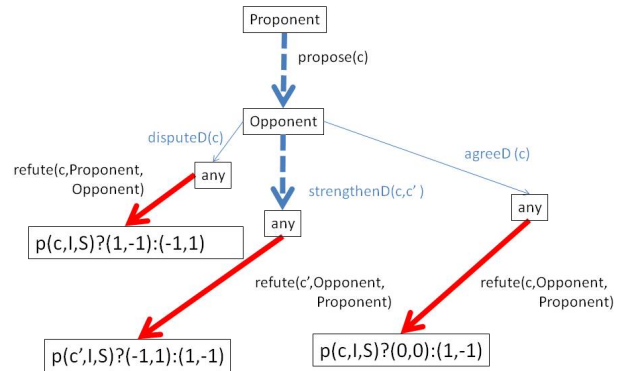 Proponent
propose(c)
Opponent
disputeD(c)
agreeD (c)
refute(c,Proponent,
Opponent)
any
strengthenD(c,c' )
any
any
p(c,I,S)?(1,-1):(-1,1)
refute(c',Opponent,
Proponent)
refute(c,Opponent,
Proponent)
p(c',I,S)?(-1,1):(1,-1)
p(c,I,S)?(0,0):(1,-1)